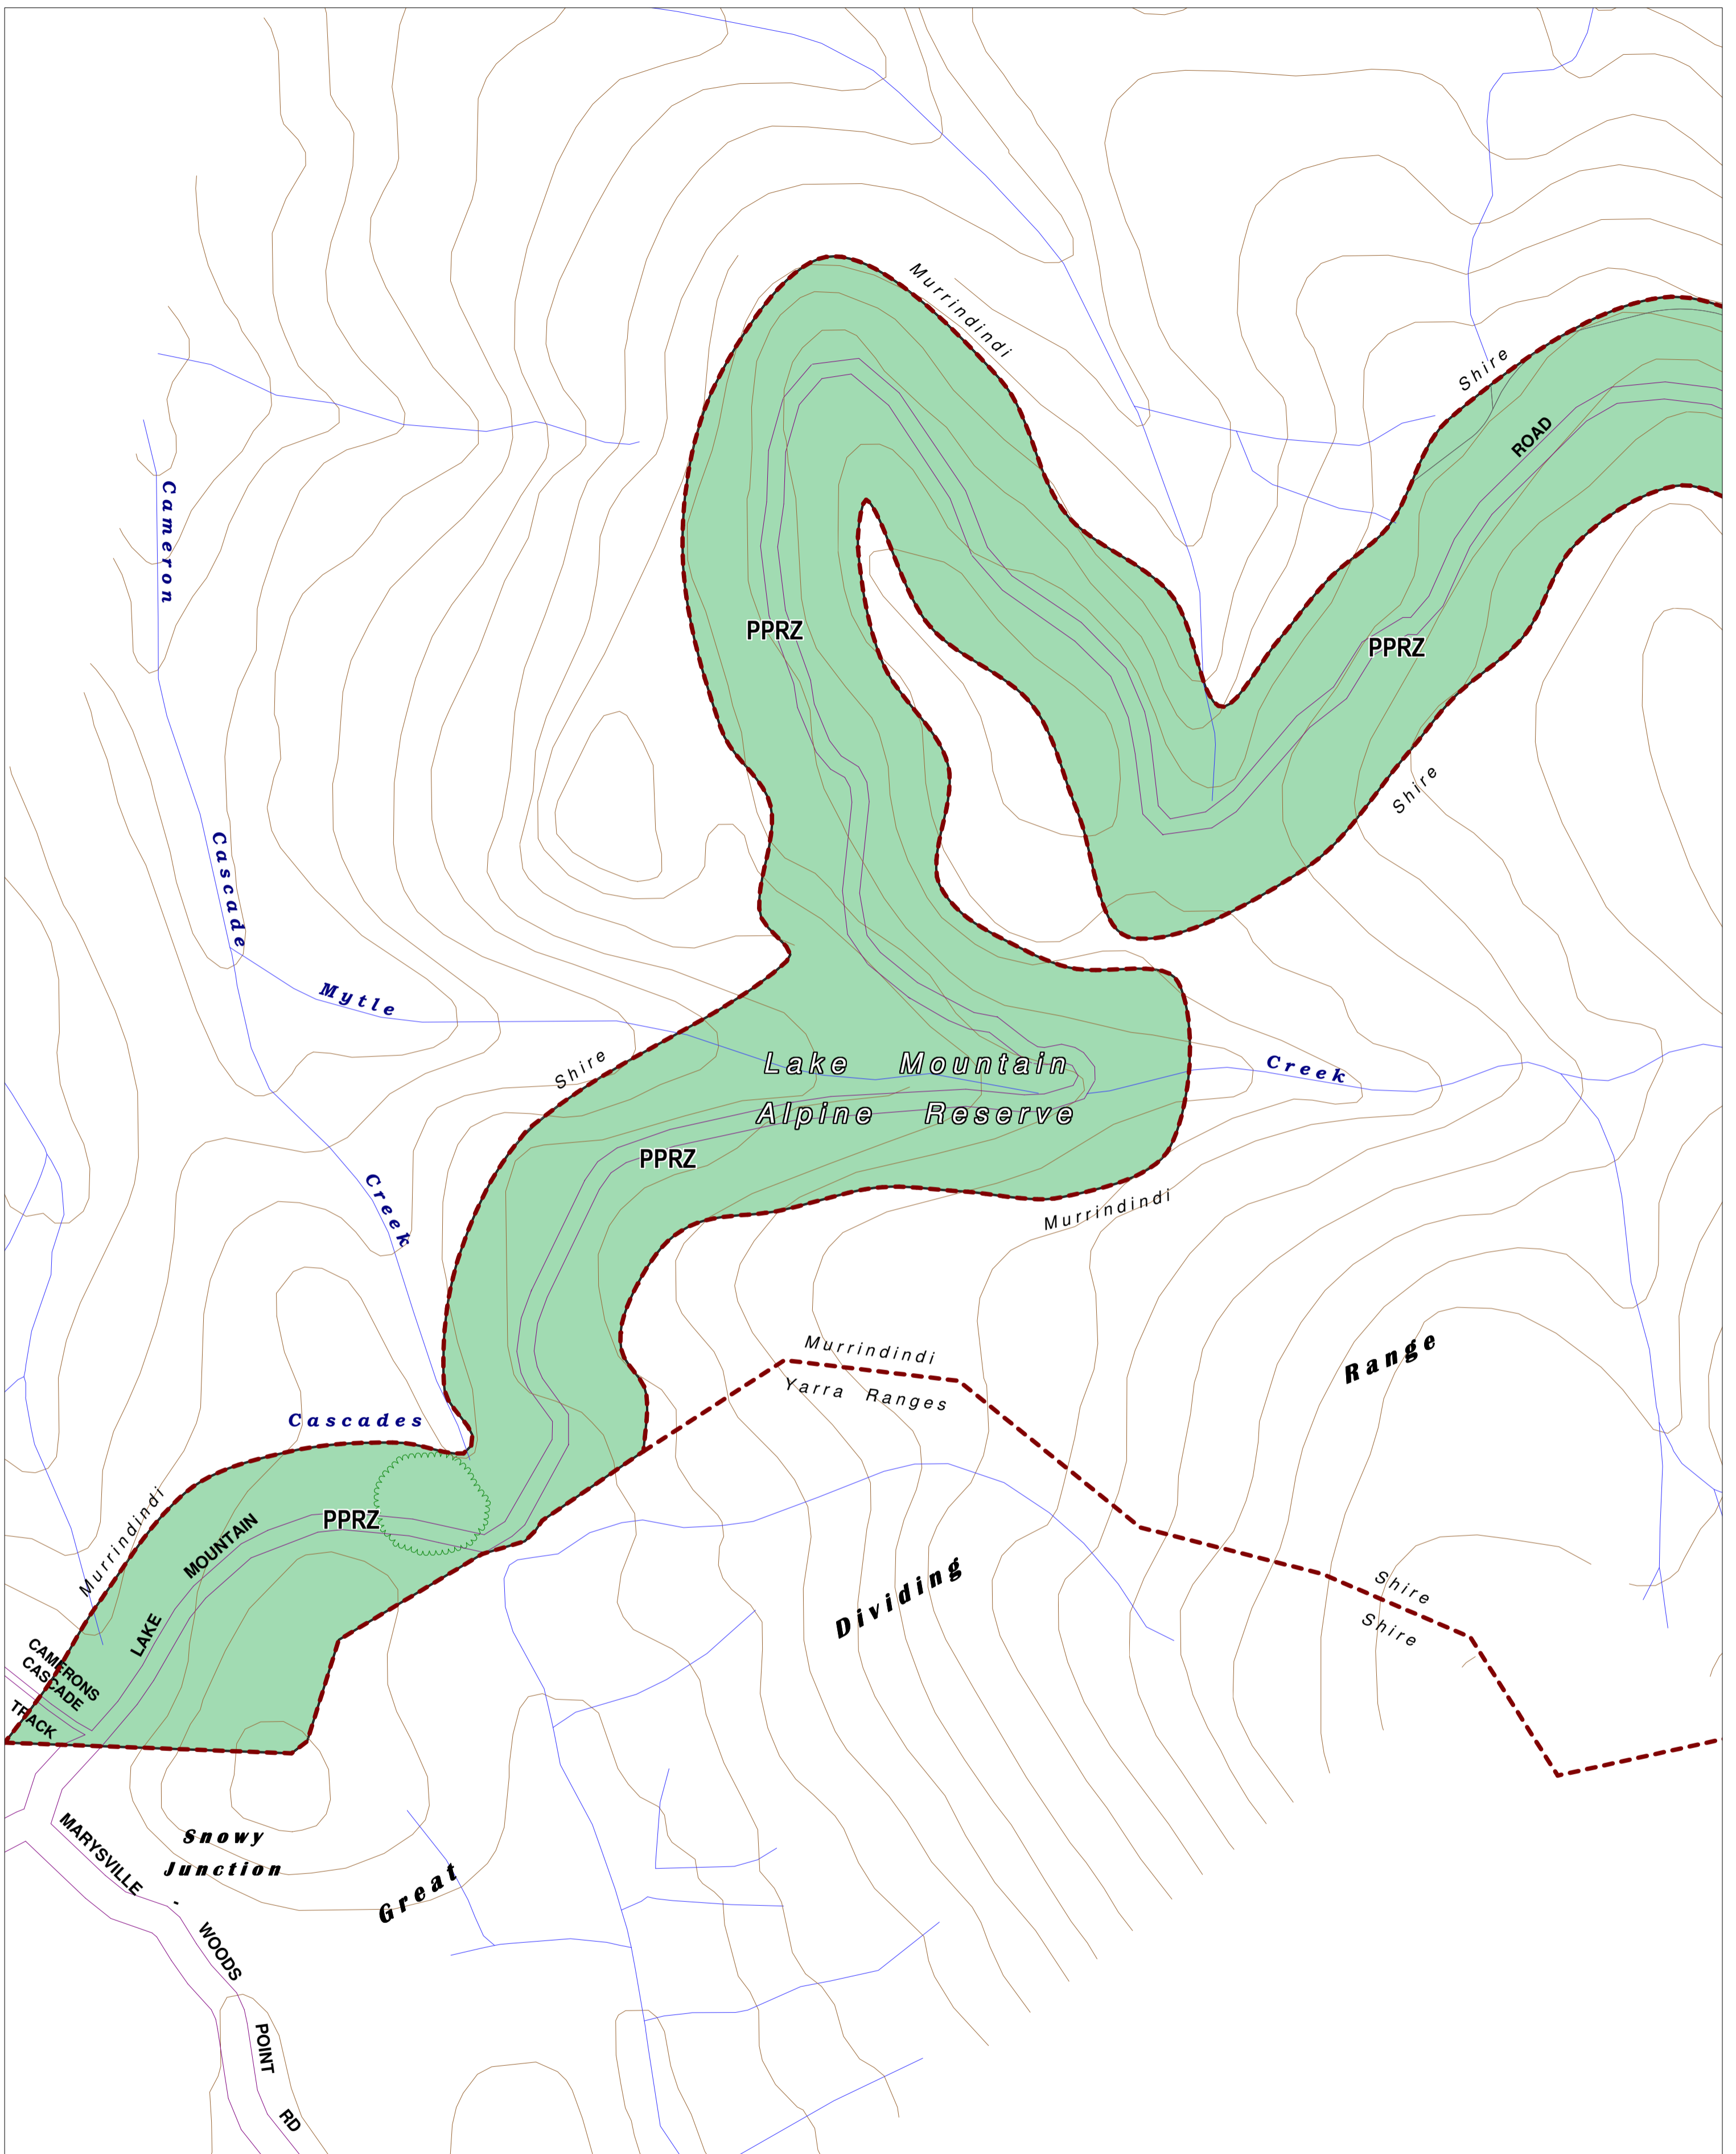 Murrindindi
Shire
ROAD
Cameron
PPRZ
PPRZ
Shire
Cascade
Mytle
Shire
Lake Mountain
Creek
Alpine Reserve
PPRZ
Creek
Murrindindi
Murrindindi
Range
Yarra Ranges
Cascades
Murrindindi
MOUNTAIN
PPRZ
Dividing
Shire
Shire
LAKE
CAMERONS
CASCADE
TRACK
Snowy
Junction
MARYSVILLE - WOODS POINT RD
Great